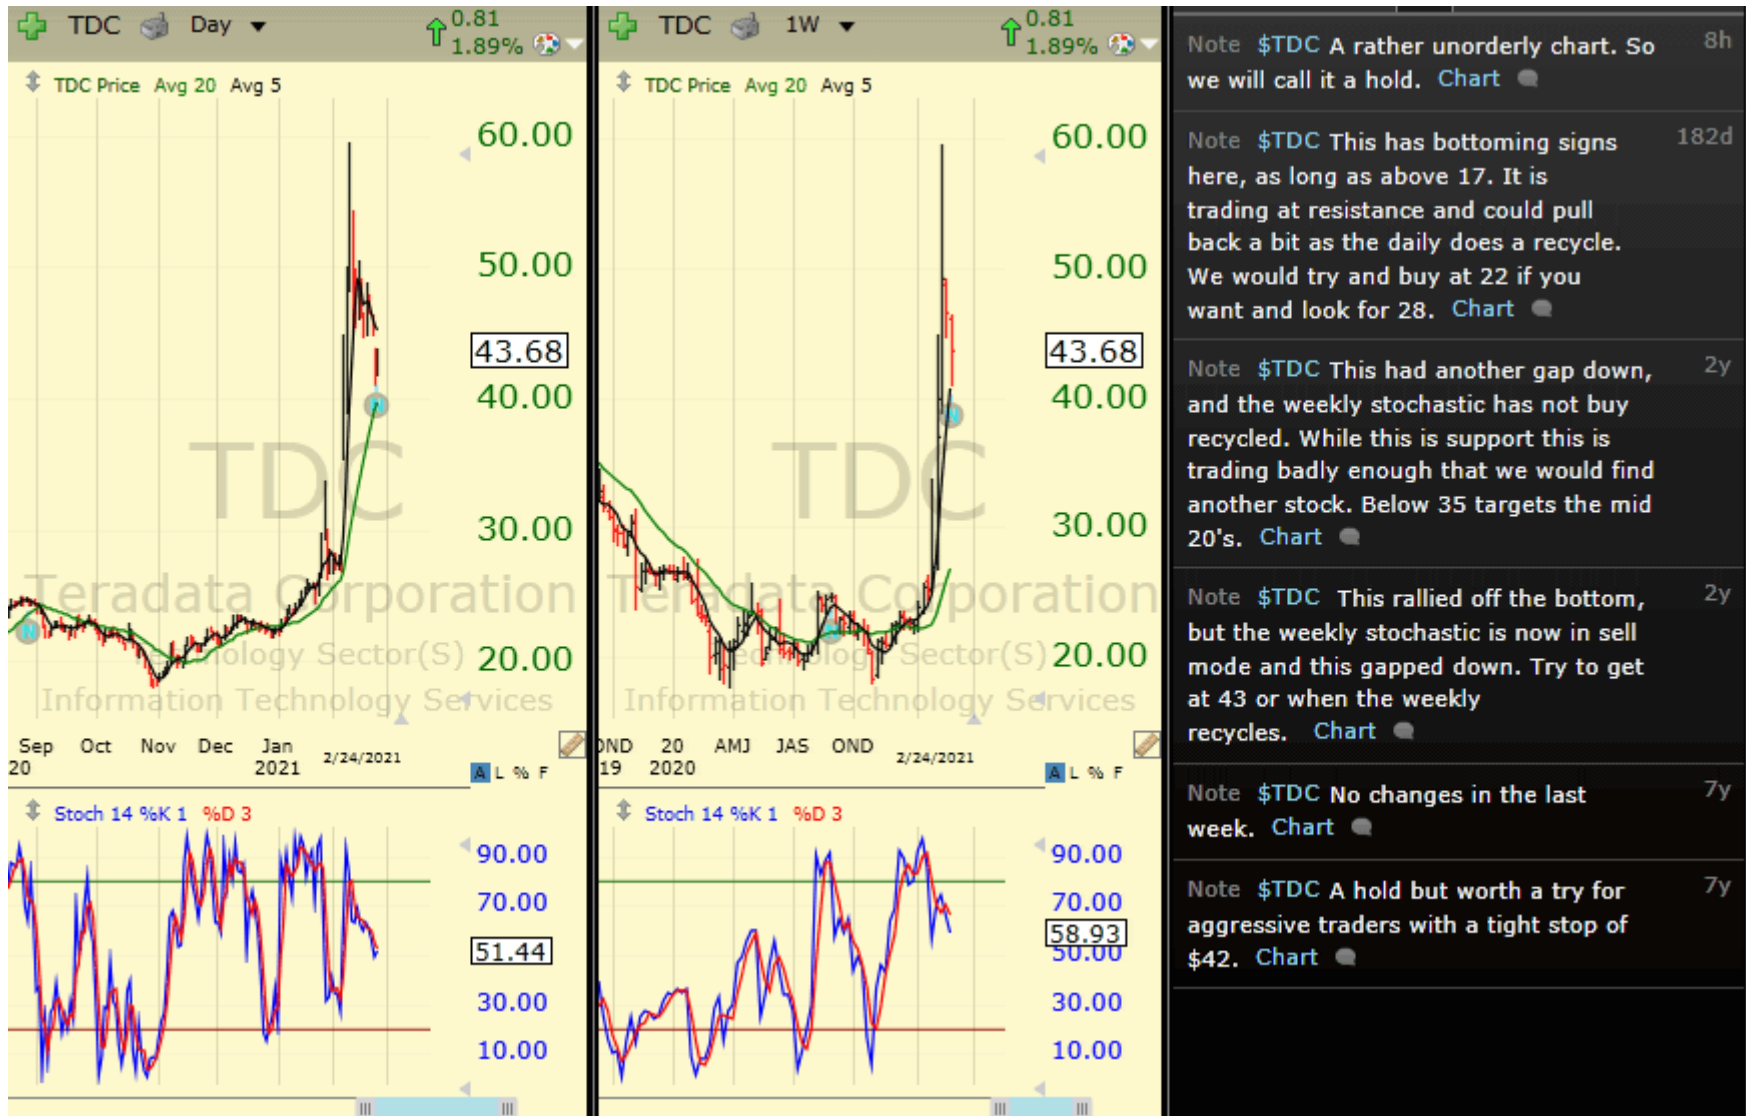 TDC Day
0.81
1.89%
TDC Price Avg 20 Avg 5
60.00
50.00
43.68
40.00
N
TDC
30.00
Teradata Corporation
N
Technology Sector(S)
20.00
Information Technology Services
Sep Oct Nov Dec Jan
20 2021 2/24/2021
A L % F
Stoch 14 %K 1 %D 3
90.00
70.00
51.44
30.00
10.00
TDC 1W
0.81
1.89%
TDC Price Avg 20 Avg 5
60.00
50.00
43.68
40.00
N
TDC
30.00
Teradata Corporation
N
Technology Sector(S)
20.00
Information Technology Services
OND 20 AMJ JAS OND
19 2020 2/24/2021
A L % F
Stoch 14 %K 1 %D 3
90.00
70.00
58.93
50.00
30.00
10.00
Note $TDC A rather unorderly chart. So 8h
we will call it a hold. Chart
Note $TDC This has bottoming signs 182d
here, as long as above 17. It is
trading at resistance and could pull
back a bit as the daily does a recycle.
We would try and buy at 22 if you
want and look for 28. Chart
Note $TDC This had another gap down, 2y
and the weekly stochastic has not buy
recycled. While this is support this is
trading badly enough that we would find
another stock. Below 35 targets the mid
20's. Chart
Note $TDC This rallied off the bottom, 2y
but the weekly stochastic is now in sell
mode and this gapped down. Try to get
at 43 or when the weekly
recycles. Chart
Note $TDC No changes in the last 7y
week. Chart
Note $TDC A hold but worth a try for 7y
aggressive traders with a tight stop of
$42. Chart